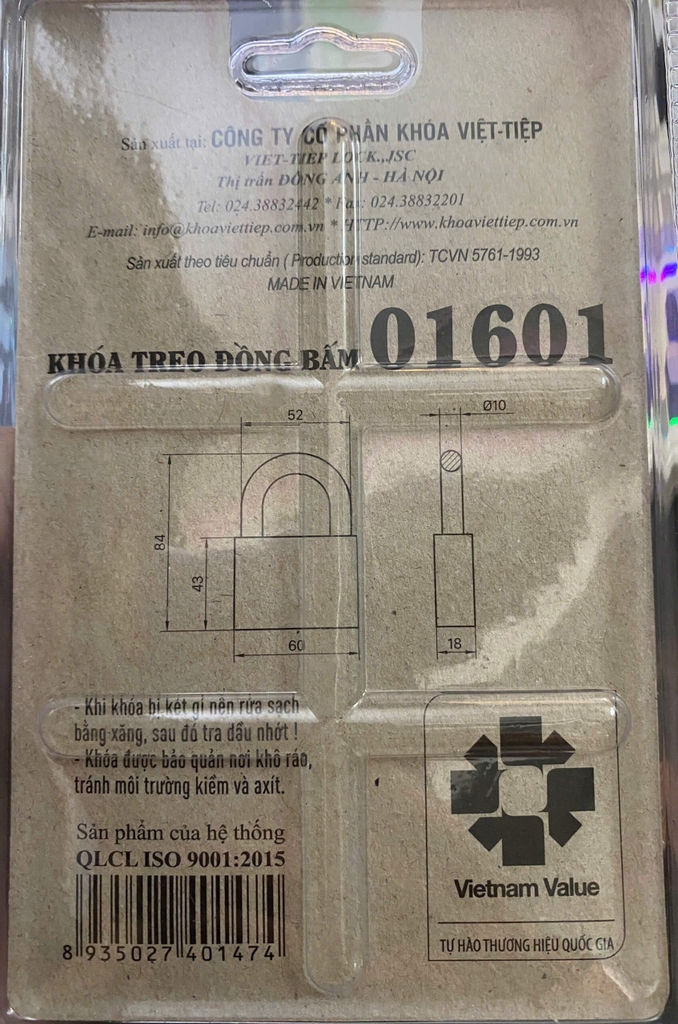 Sản xuất tại: CÔNG TY CỔ PHẦN KHÓA VIỆT-TIỆP
VIET-TIEP LOCK.,JSC
Thị trấn ĐÔNG ANH - HÀ NỘI
Tel: 024.38832442 * Fax: 024.38832201
E-mail: info@khoaviettiep.com.vn * HTTP://www.khoaviettiep.com.vn
Sản xuất theo tiêu chuẩn ( Production standard): TCVN 5761-1993
MADE IN VIETNAM
KHÓA TREO ĐỒNG BẤM 01601
52
Ø10
84
43
60
18
- Khi khóa bị kẹt gỉ nên rửa sạch
bằng xăng, sau đó tra dầu nhớt !
- Khóa được bảo quản nơi khô ráo,
tránh môi trường kiềm và axít.
Sản phẩm của hệ thống
QLCL ISO 9001:2015
8 935027 401474
Vietnam Value
TỰ HÀO THƯƠNG HIỆU QUỐC GIA